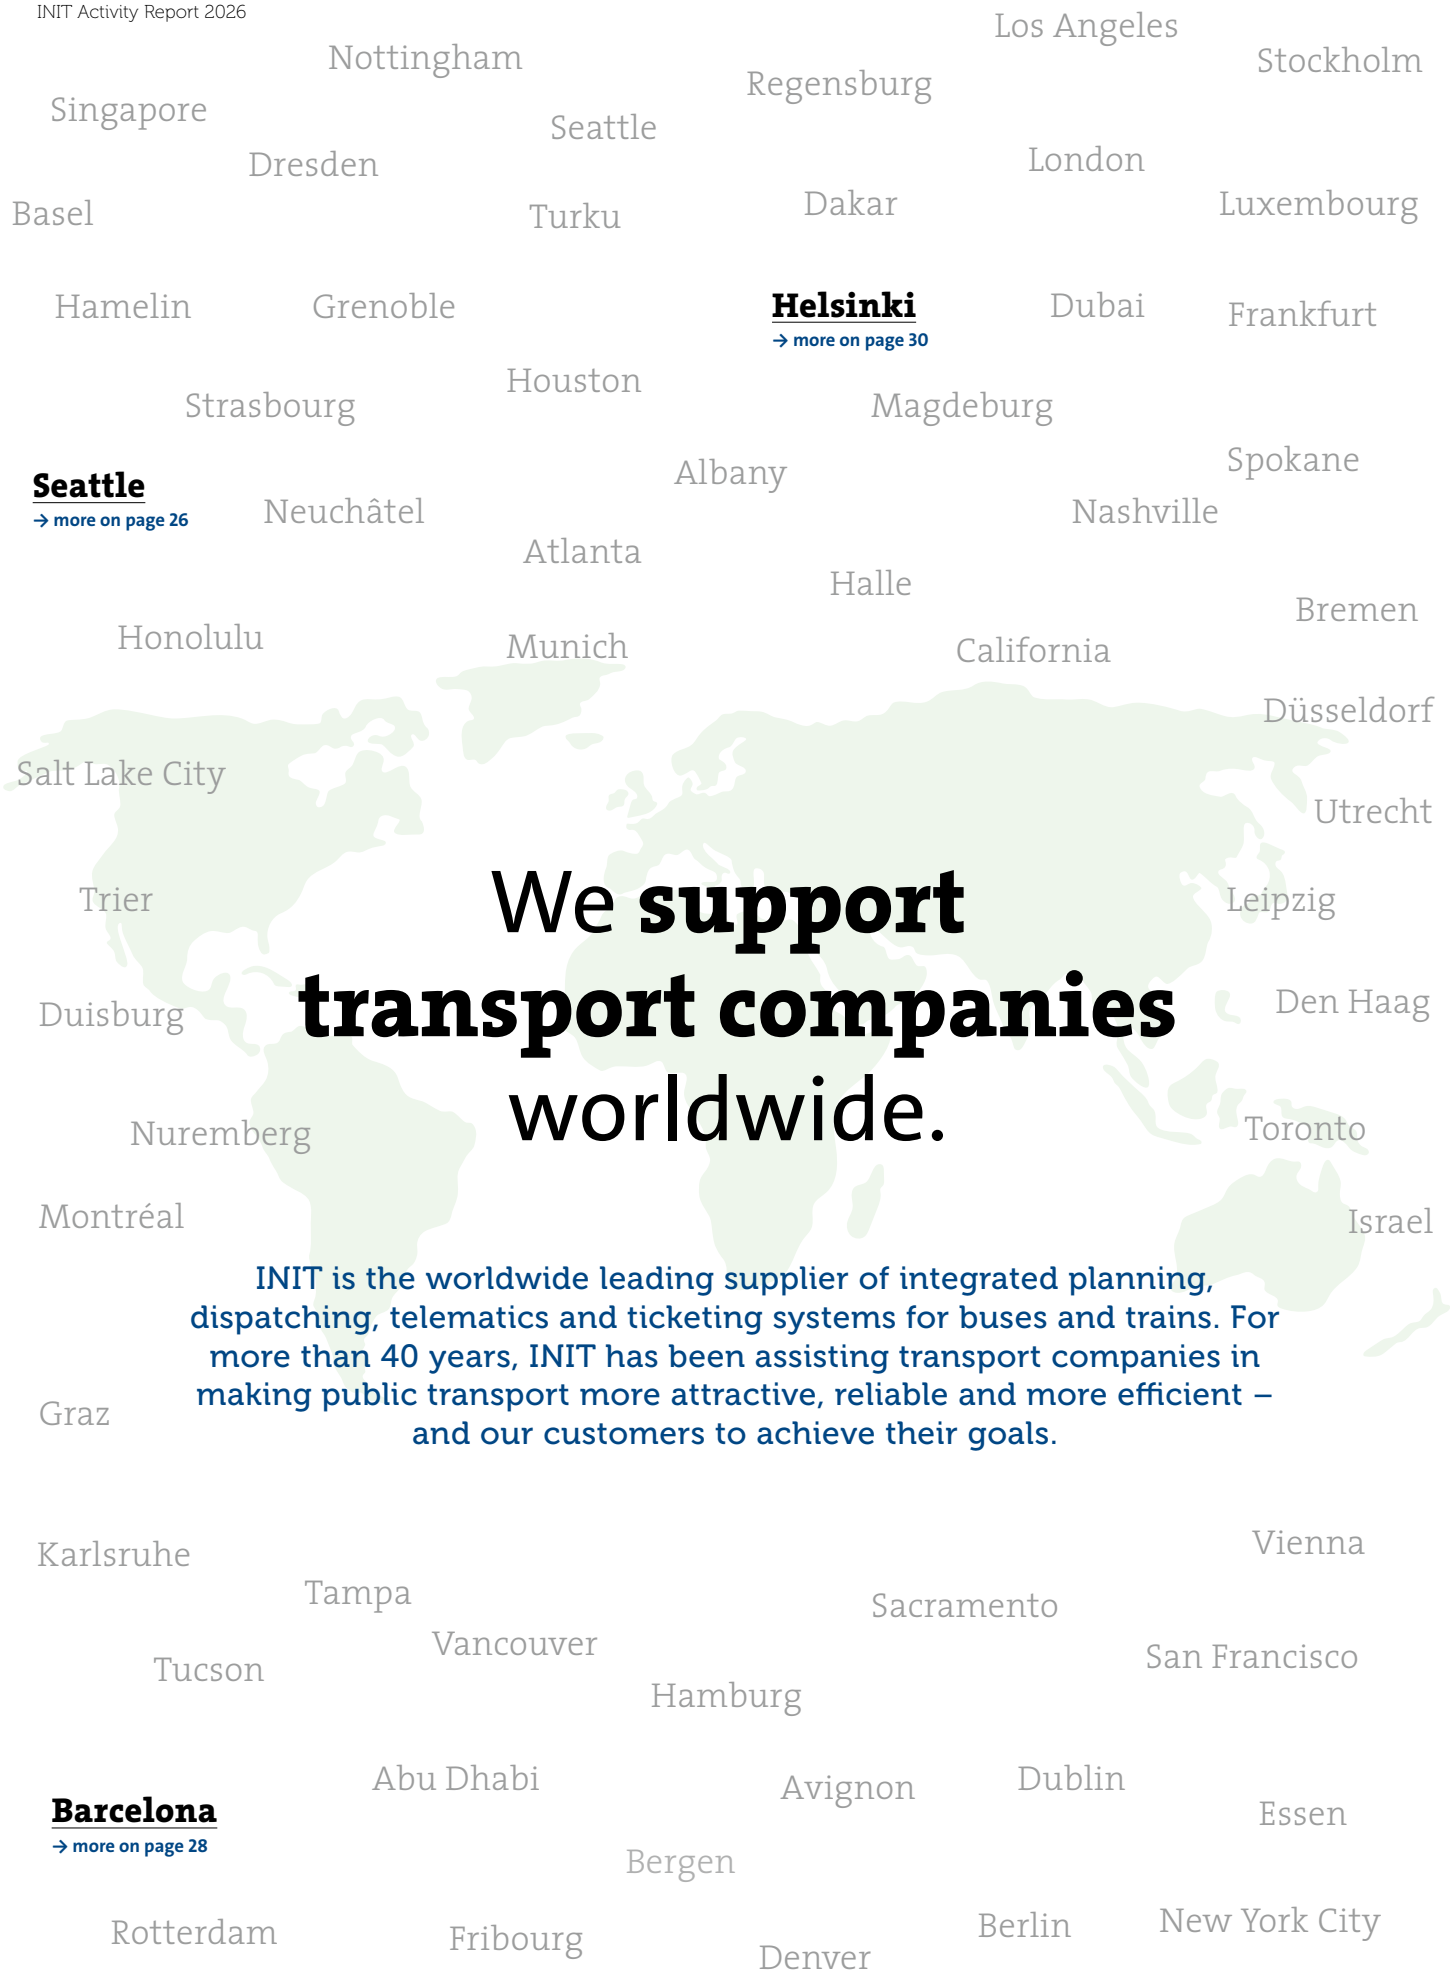 INIT Activity Report 2026
Los Angeles
Nottingham
Stockholm
Regensburg
Singapore
Seattle
Dresden
London
Basel
Turku
Dakar
Luxembourg
Hamelin
Grenoble
Helsinki
→ more on page 30
Dubai
Frankfurt
Houston
Strasbourg
Magdeburg
Spokane
Albany
Seattle
→ more on page 26
Neuchâtel
Nashville
Atlanta
Halle
Bremen
Honolulu
Munich
California
Düsseldorf
Salt Lake City
Utrecht
Trier
Leipzig
We support
transport companies
worldwide.
Duisburg
Den Haag
Nuremberg
Toronto
Montréal
Israel
INIT is the worldwide leading supplier of integrated planning,
dispatching, telematics and ticketing systems for buses and trains. For
more than 40 years, INIT has been assisting transport companies in
making public transport more attractive, reliable and more efficient –
and our customers to achieve their goals.
Graz
Karlsruhe
Vienna
Tampa
Sacramento
Vancouver
San Francisco
Tucson
Hamburg
Abu Dhabi
Avignon
Dublin
Barcelona
→ more on page 28
Essen
Bergen
Rotterdam
Fribourg
Berlin
New York City
Denver